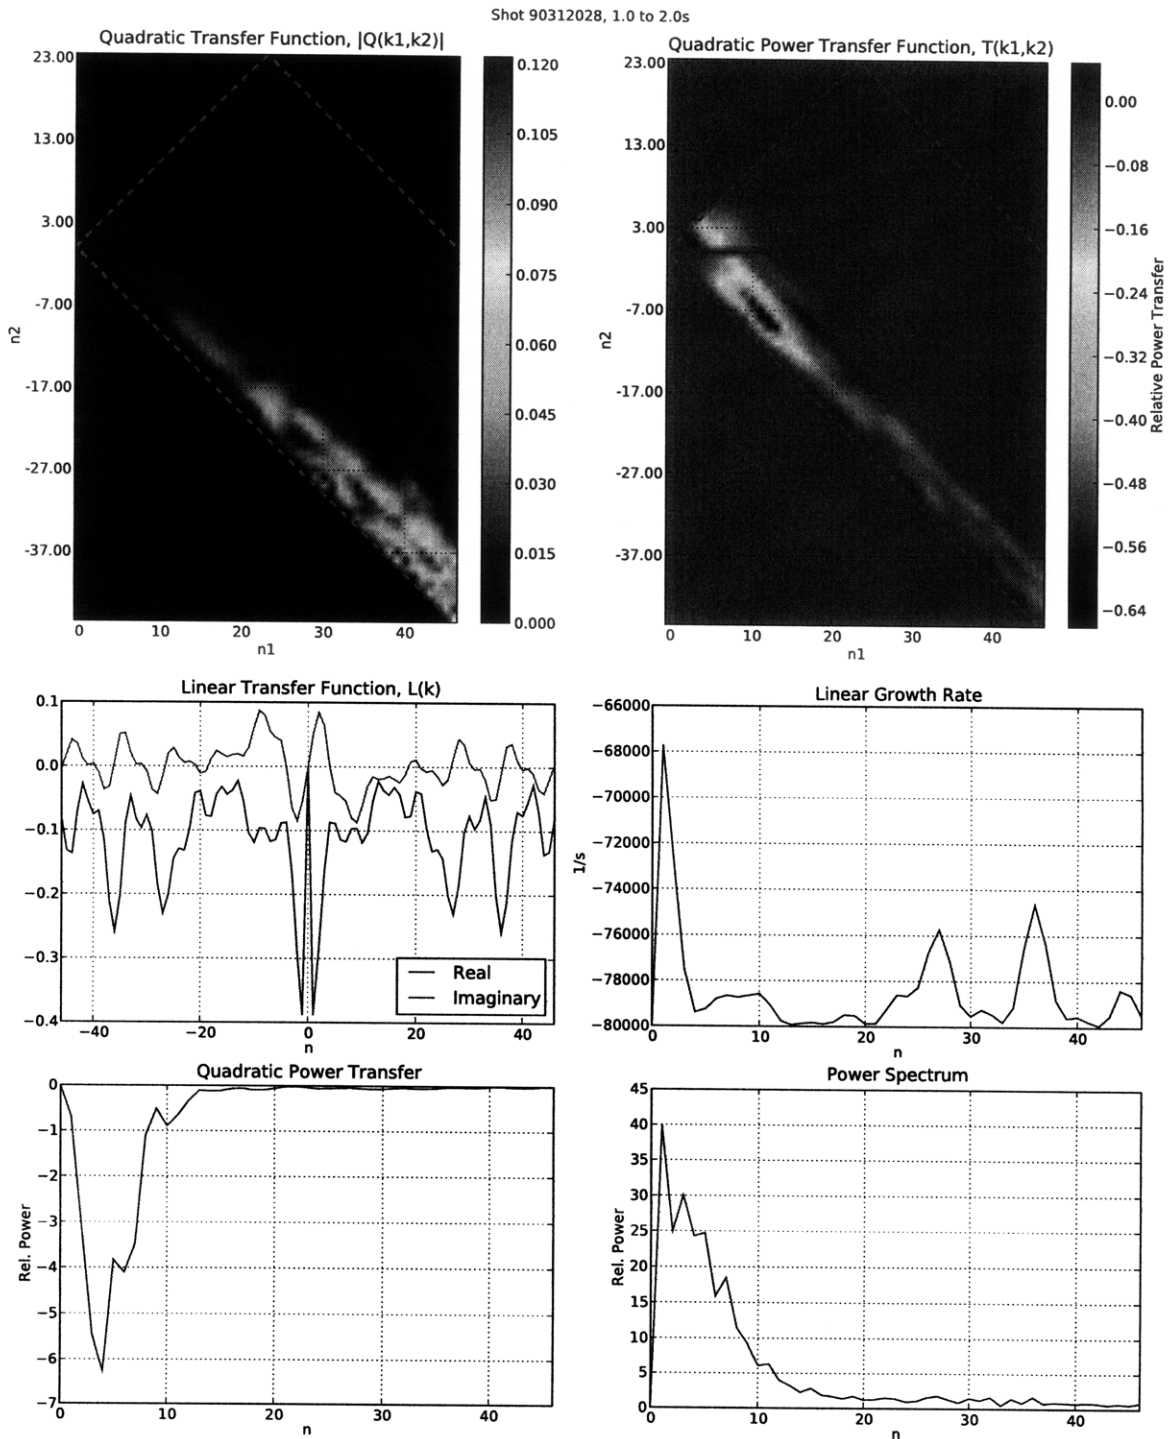 Shot 90312028, 1.0 to 2.0s
Quadratic Transfer Function, |Q(k1,k2)|
23.00
13.00
3.00
-7.00
-17.00
-27.00
-37.00
n2
0 10 20 30 40
n1
0.120
0.105
0.090
0.075
0.060
0.045
0.030
0.015
0.000
Quadratic Power Transfer Function, T(k1,k2)
23.00
13.00
3.00
-7.00
-17.00
-27.00
-37.00
n2
0 10 20 30 40
n1
0.00
−0.08
−0.16
−0.24
−0.32
−0.40
−0.48
−0.56
−0.64
Relative Power Transfer
Linear Transfer Function, L(k)
0.1
0.0
−0.1
−0.2
−0.3
−0.4
−40 −20 0 20 40
n
Real
Imaginary
Linear Growth Rate
−66000
−68000
−70000
−72000
−74000
−76000
−78000
−80000
1/s
0 10 20 30 40
n
Quadratic Power Transfer
0
−1
−2
−3
−4
−5
−6
−7
Rel. Power
0 10 20 30 40
n
Power Spectrum
45
40
35
30
25
20
15
10
5
0
Rel. Power
0 10 20 30 40
n